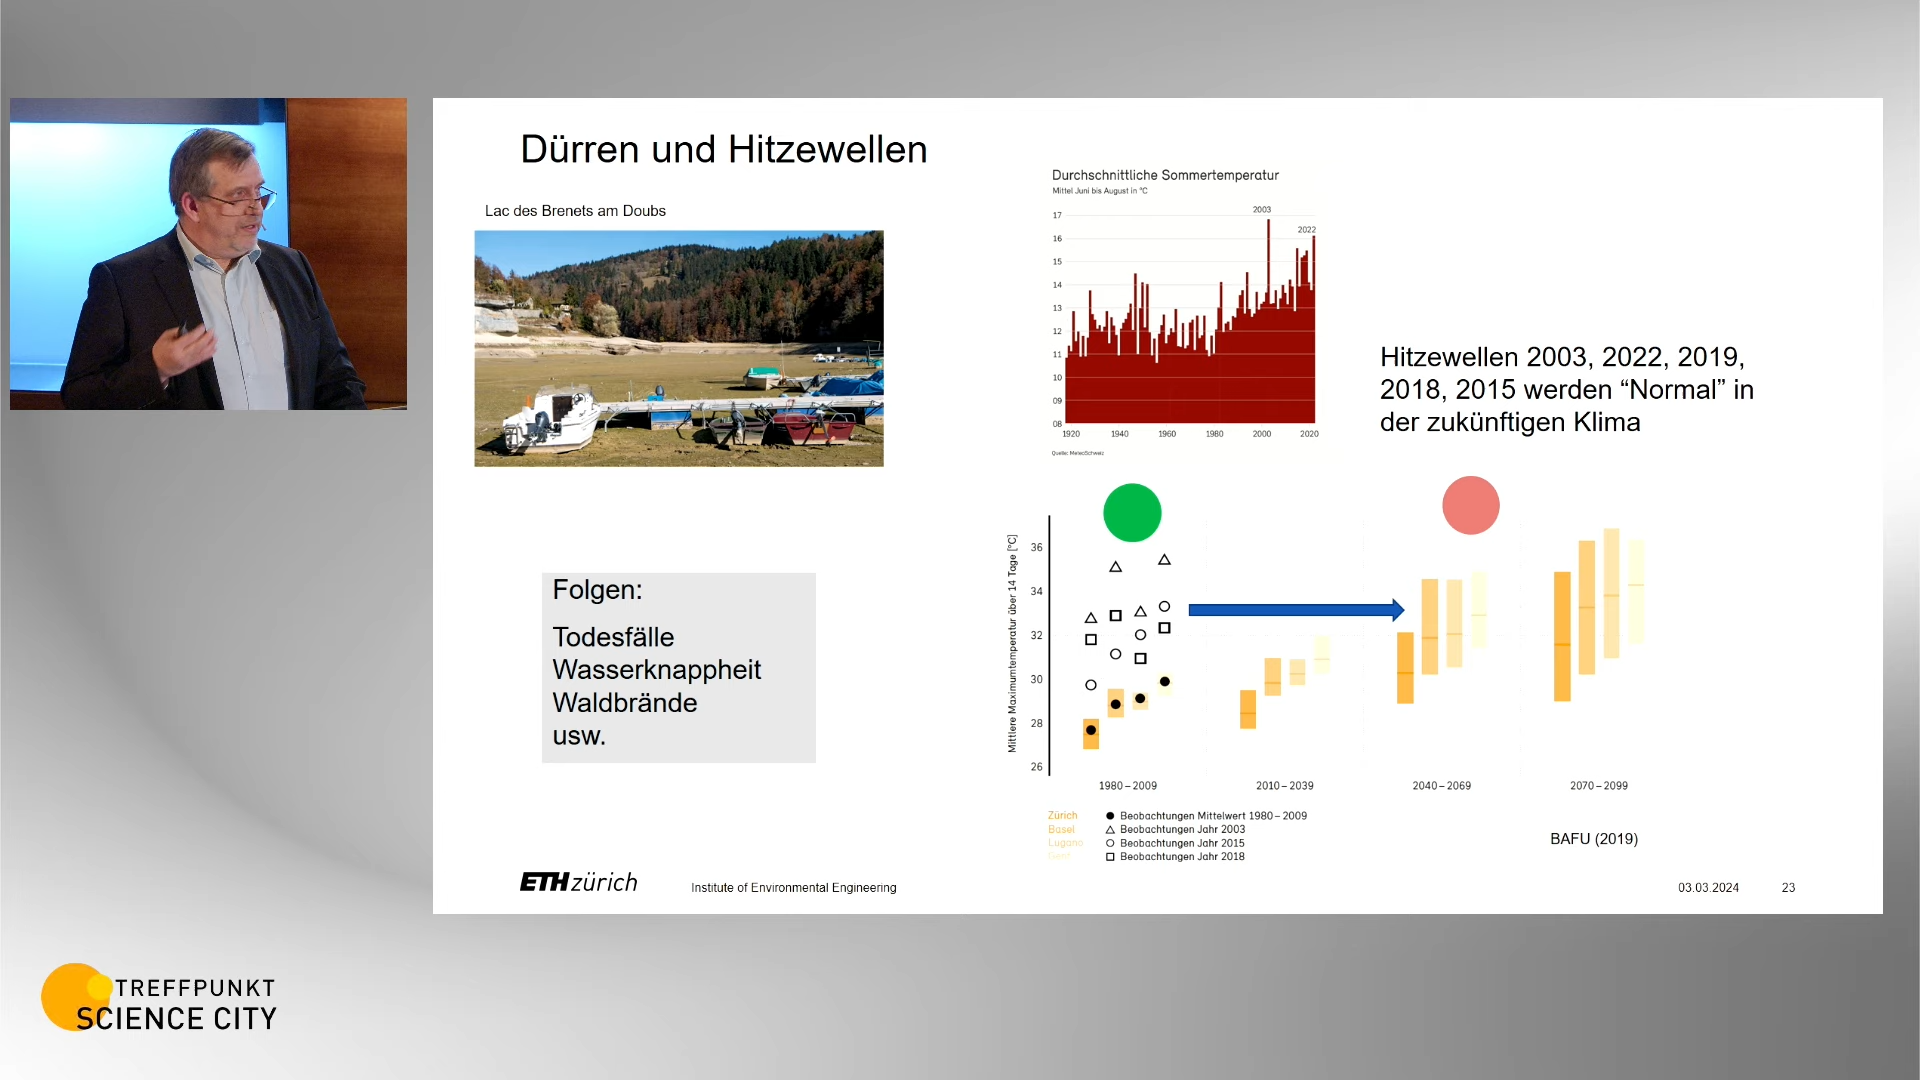 Dürren und Hitzewellen
Lac des Brenets am Doubs
Durchschnittliche Sommertemperatur
Mittel Juni bis August in °C
2003
2022
17
16
15
14
13
12
11
10
09
08
1920 1940 1960 1980 2000 2020
Quelle: MeteoSchweiz
Hitzewellen 2003, 2022, 2019,
2018, 2015 werden “Normal” in
der zukünftigen Klima
Folgen:
Todesfälle
Wasserknappheit
Waldbrände
usw.
Mittlere Maximumtemperatur über 14 Tage [°C]
36
34
32
30
28
26
1980 – 2009 2010 – 2039 2040 – 2069 2070 – 2099
Zürich
Basel
Lugano
Genf
Beobachtungen Mittelwert 1980 – 2009
Beobachtungen Jahr 2003
Beobachtungen Jahr 2015
Beobachtungen Jahr 2018
BAFU (2019)
ETH zürich
Institute of Environmental Engineering
03.03.2024
23
TREFFPUNKT
SCIENCE CITY